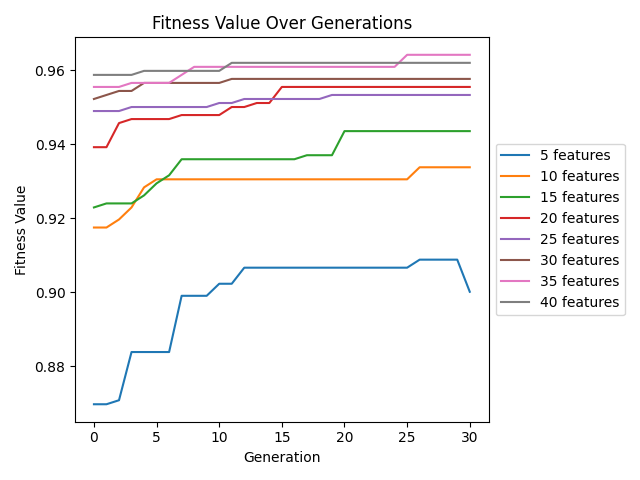 Fitness Value Over Generations
Fitness Value
0.96
0.94
0.92
0.90
0.88
0
5
10
15
20
25
30
Generation
5 features
10 features
15 features
20 features
25 features
30 features
35 features
40 features